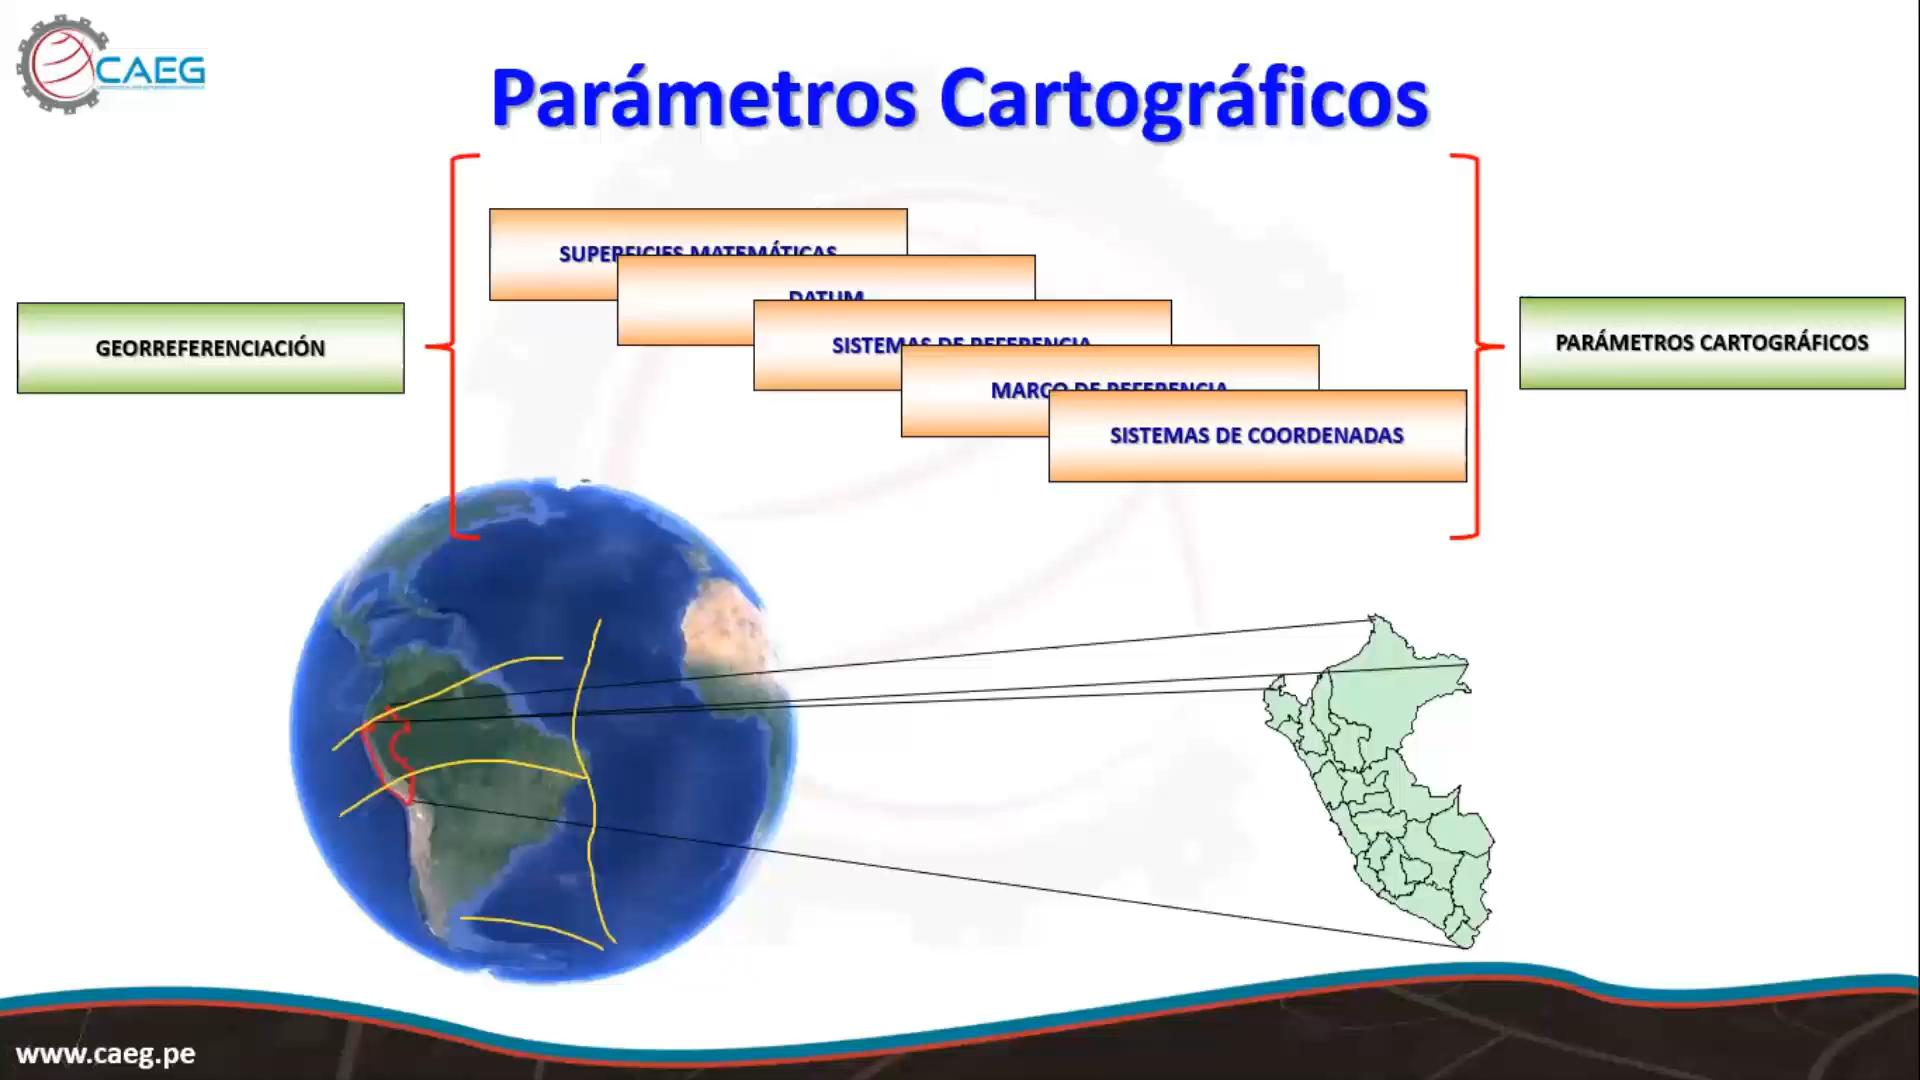 CAEG
Parámetros Cartográficos
SUPERFICIES MATEMÁTICAS
DATUM
SISTEMAS DE REFERENCIA
MARCO DE REFERENCIA
SISTEMAS DE COORDENADAS
GEORREFERENCIACIÓN
PARÁMETROS CARTOGRÁFICOS
www.caeg.pe